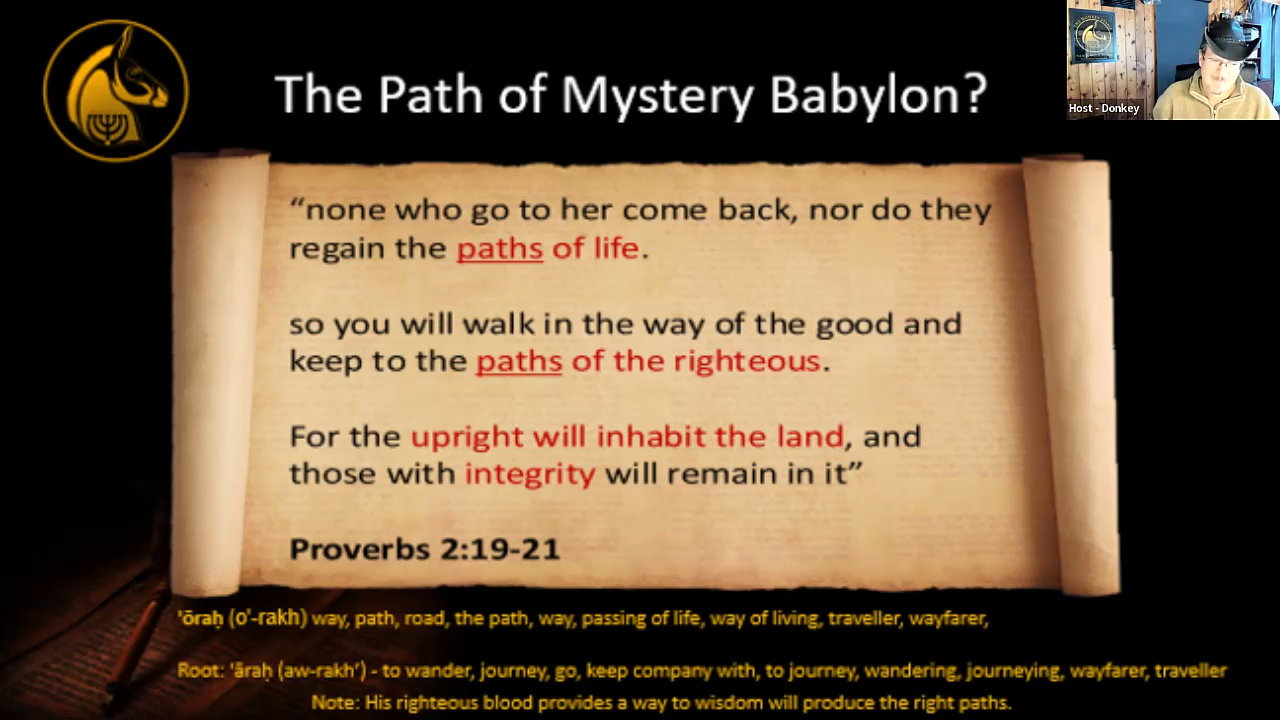 The Path of Mystery Babylon?
Host - Donkey
“none who go to her come back, nor do they
regain the paths of life.
so you will walk in the way of the good and
keep to the paths of the righteous.
For the upright will inhabit the land, and
those with integrity will remain in it”
Proverbs 2:19-21
'ōraḥ (o'-rakh) way, path, road, the path, way, passing of life, way of living, traveller, wayfarer,
Root: 'āraḥ (aw-rakh') - to wander, journey, go, keep company with, to journey, wandering, journeying, wayfarer, traveller
Note: His righteous blood provides a way to wisdom will produce the right paths.